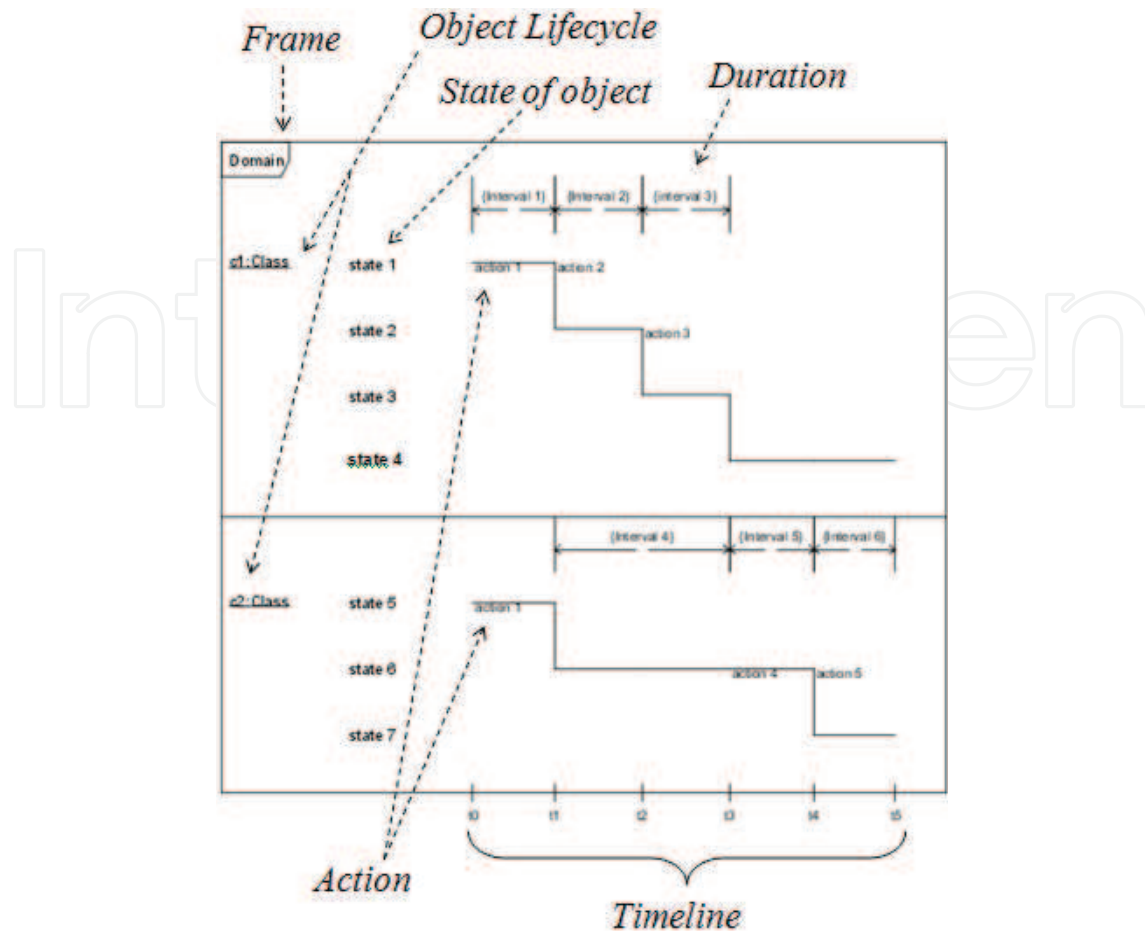 Frame
Object Lifecycle
State of object
Duration
Domain
{Interval 1}
{Interval 2}
{interval 3}
c1:Class
state 1
action 1
action 2
state 2
action 3
state 3
state 4
{Interval 4}
{Interval 5}
{Interval 6}
c2:Class
state 5
action 1
state 6
action 4
action 5
state 7
t0
t1
t2
t3
t4
t5
Action
Timeline